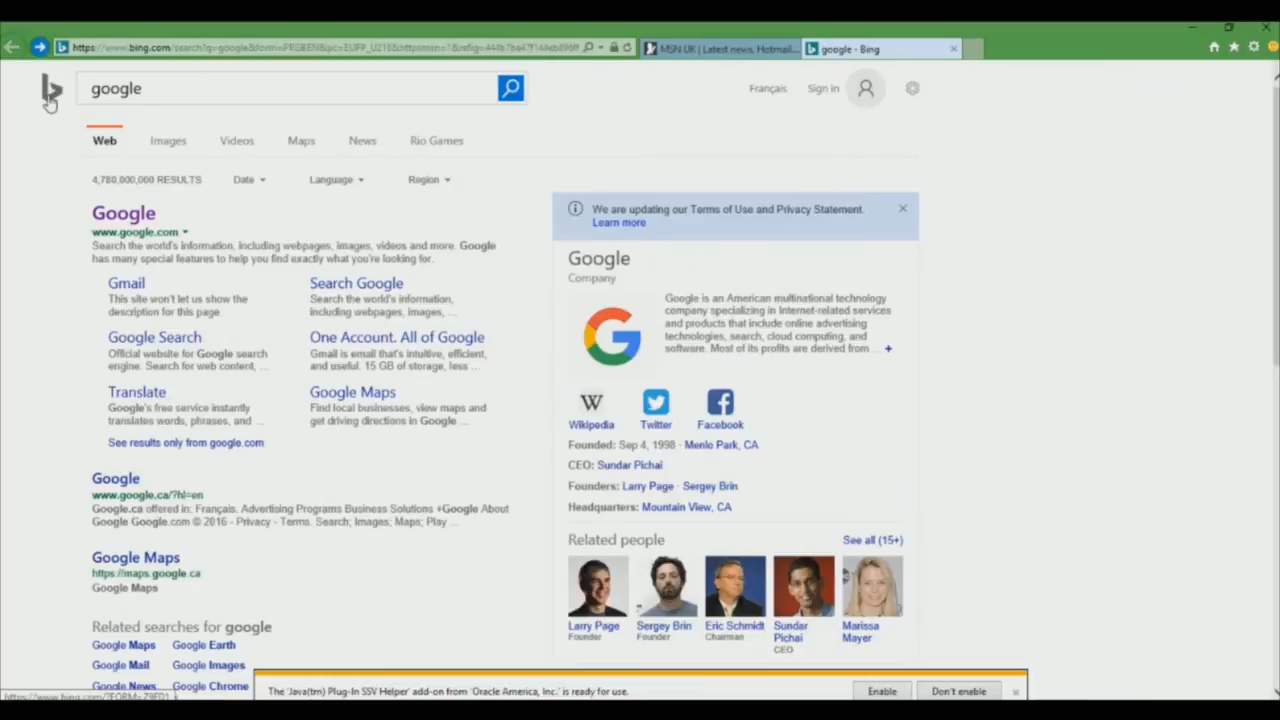 MSN UK | Latest news, Hotmail...
google - Bing
google
Français
Sign in
Web
Images
Videos
Maps
News
Rio Games
4,780,000,000 RESULTS
Date
Language
Region
Google
www.google.com
Search the world's information, including webpages, images, videos and more. Google
has many special features to help you find exactly what you're looking for.
Gmail
This site won't let us show the
description for this page
Search Google
Search the world's information,
including webpages, images, ...
Google Search
Official website for Google search
engine. Search for web content, ...
One Account. All of Google
Gmail is email that's intuitive, efficient,
and useful. 15 GB of storage, less ...
Translate
Google's free service instantly
translates words, phrases, and ...
Google Maps
Find local businesses, view maps and
get driving directions in Google ...
See results only from google.com
Google
www.google.ca/?hl=en
Google.ca offered in: Français. Advertising Programs Business Solutions +Google About
Google Google.com © 2016 - Privacy - Terms. Search; Images; Maps; Play ...
Google Maps
https://maps.google.ca
Google Maps
Related searches for google
Google Maps
Google Earth
Google Mail
Google Images
Google News
Google Chrome
We are updating our Terms of Use and Privacy Statement.
Learn more
Google
Company
Google is an American multinational technology
company specializing in Internet-related services
and products that include online advertising
technologies, search, cloud computing, and
software. Most of its profits are derived from ... +
W
Wikipedia
Twitter
Facebook
Founded: Sep 4, 1998 · Menlo Park, CA
CEO: Sundar Pichai
Founders: Larry Page · Sergey Brin
Headquarters: Mountain View, CA
Related people
See all (15+)
Larry Page
Founder
Sergey Brin
Founder
Eric Schmidt
Chairman
Sundar
Pichai
CEO
Marissa
Mayer
The 'Java(tm) Plug-In SSV Helper' add-on from 'Oracle America, Inc.' is ready for use.
Enable
Don't enable